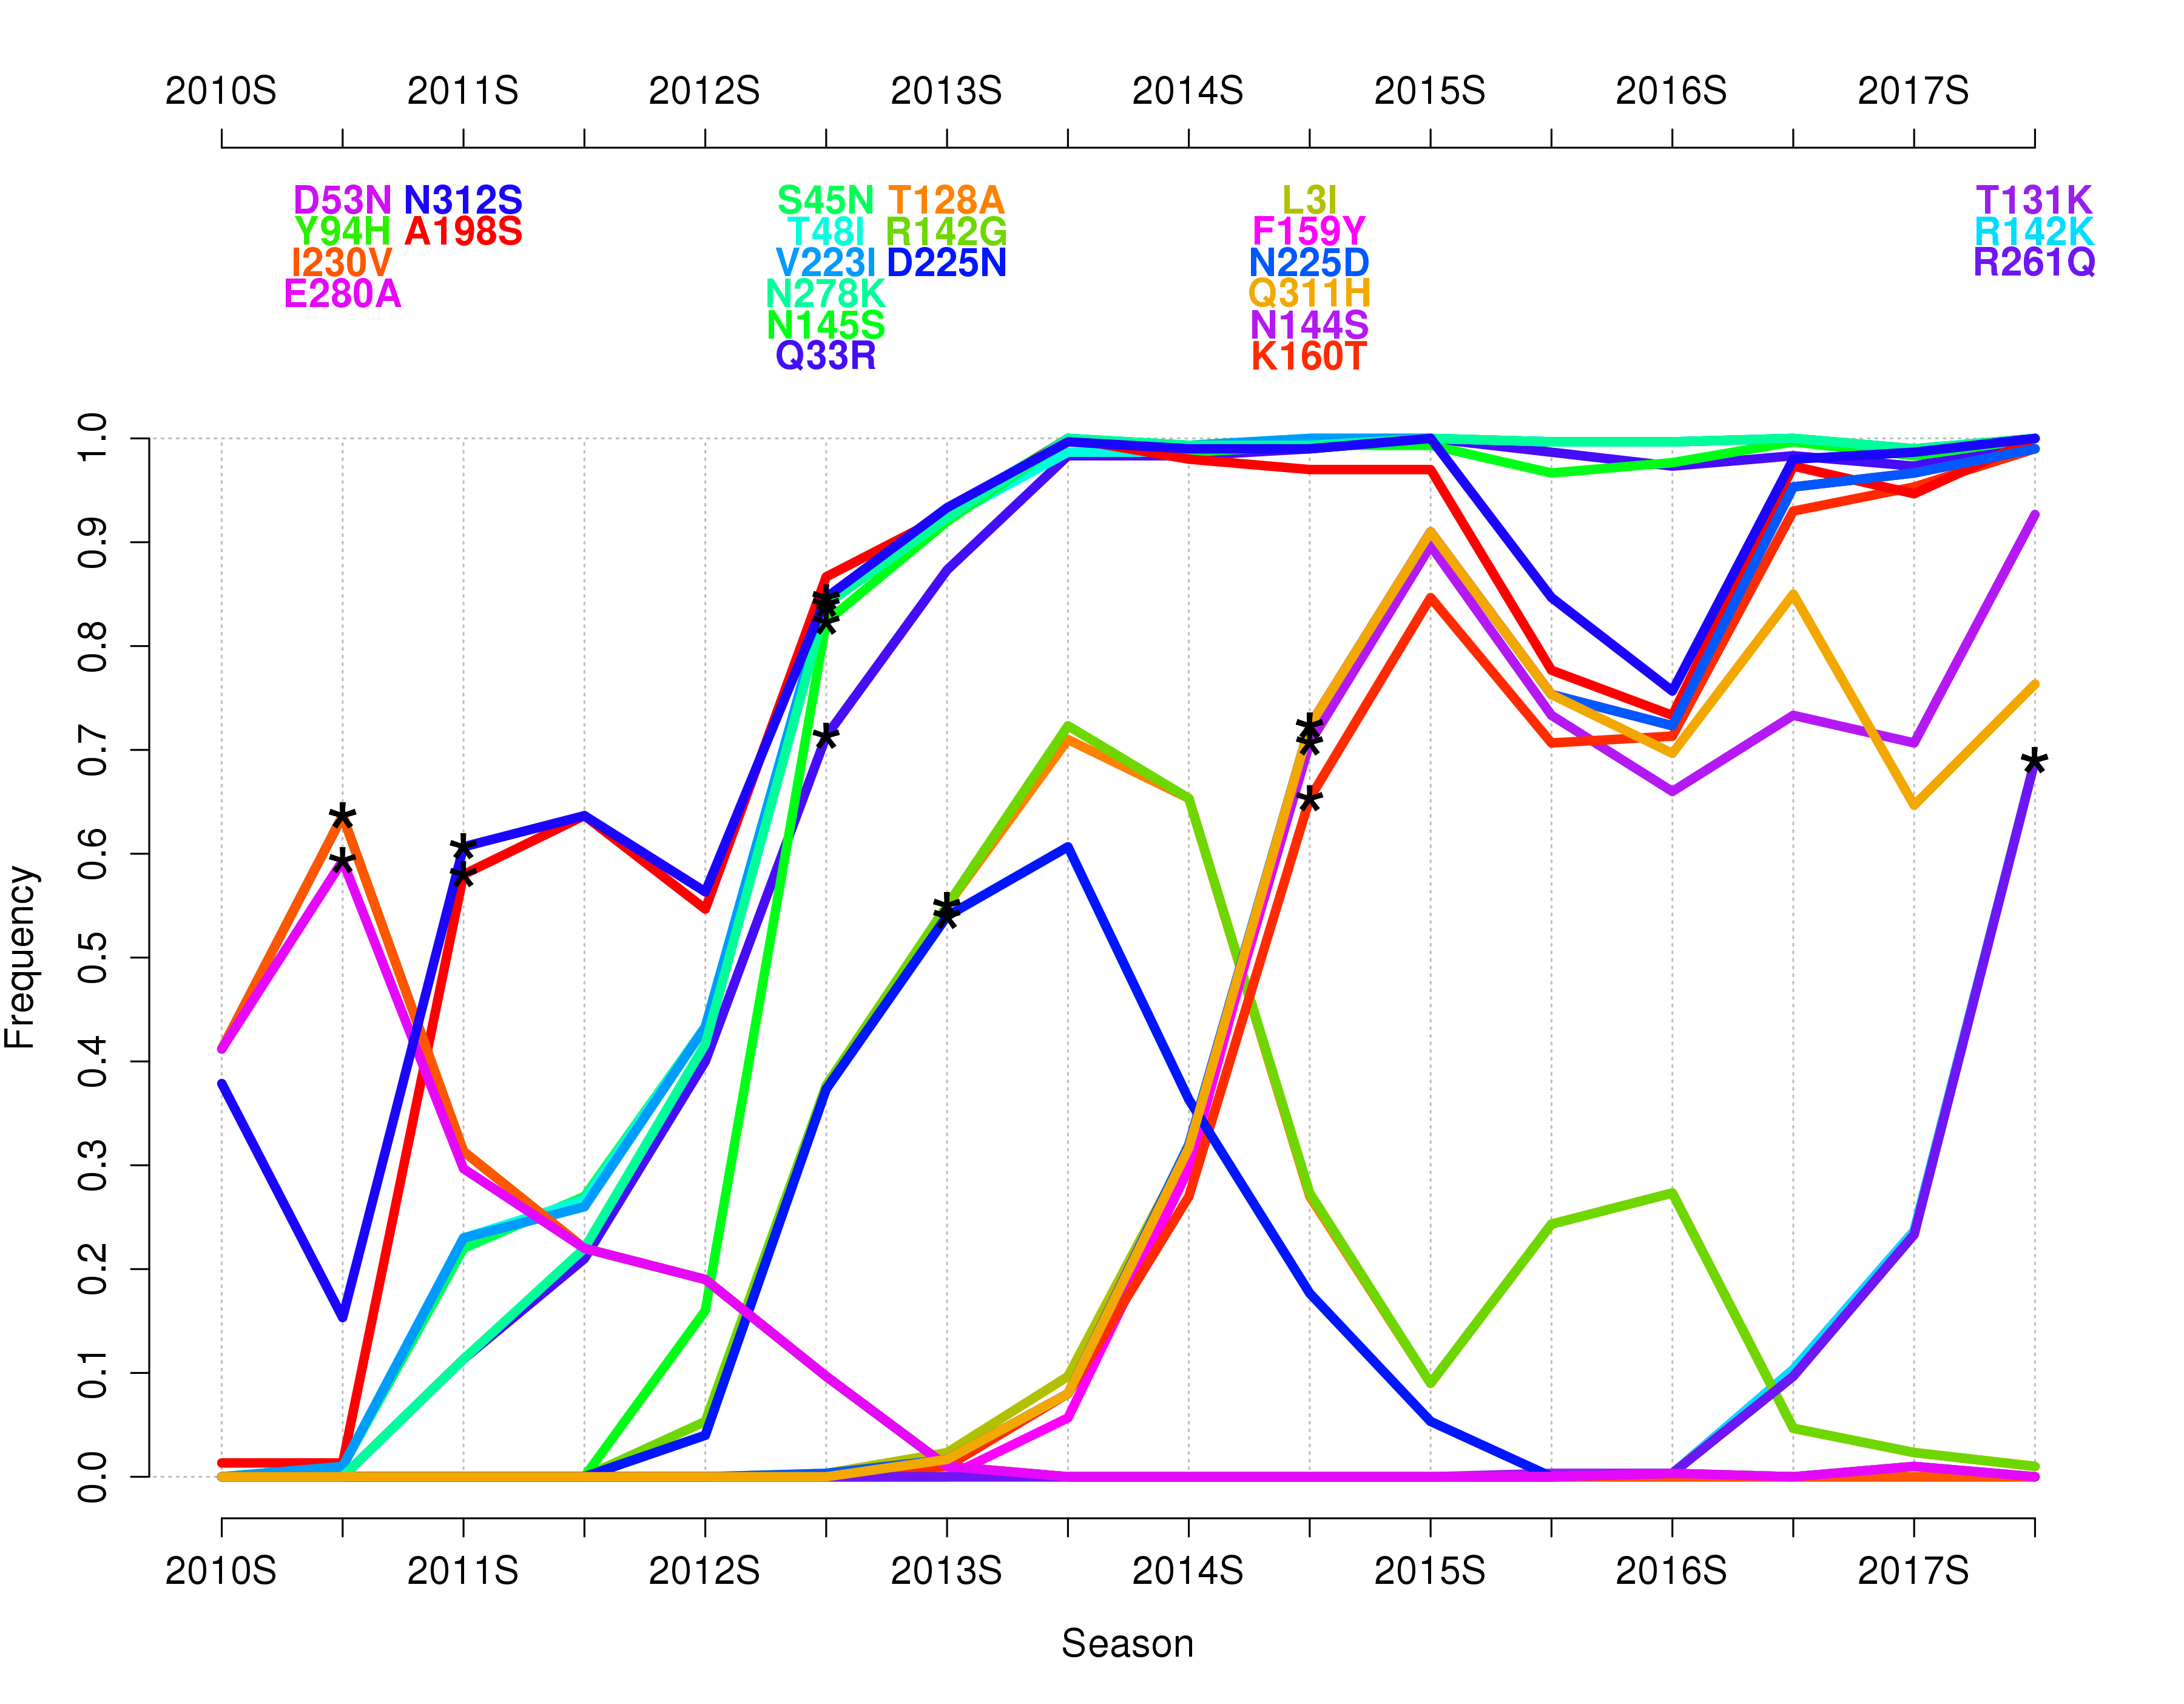 2010S 2011S 2012S 2013S 2014S 2015S 2016S 2017S
D53N N312S S45N T128A L3I T131K
Y94H A198S T48I R142G F159Y R142K
I230V V223I D225N N225D R261Q
E280A N278K Q311H
N145S N144S
Q33R K160T
1.0
0.9
0.8
0.7
0.6
0.5
0.4
0.3
0.2
0.1
0.0
Frequency
2010S 2011S 2012S 2013S 2014S 2015S 2016S 2017S
Season